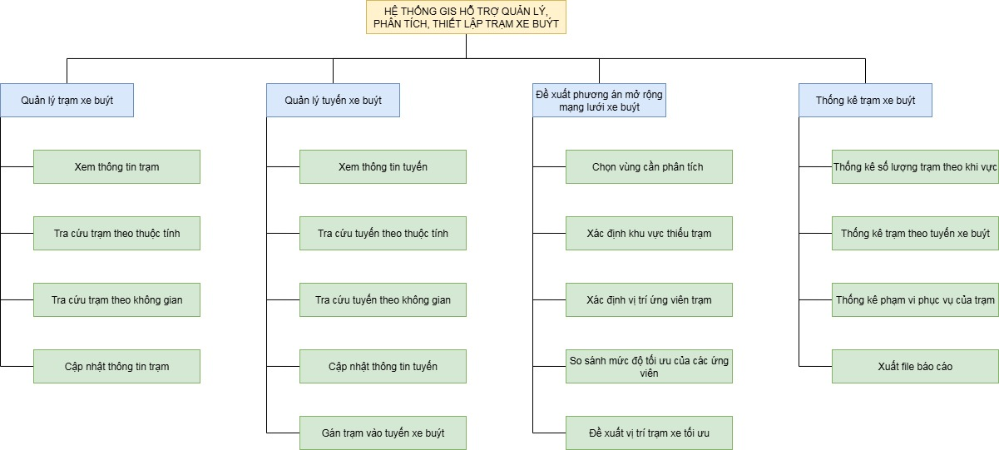 HỆ THỐNG GIS HỖ TRỢ QUẢN LÝ,
PHÂN TÍCH, THIẾT LẬP TRẠM XE BUÝT
Quản lý trạm xe buýt
Quản lý tuyến xe buýt
Đề xuất phương án mở rộng
mạng lưới xe buýt
Thống kê trạm xe buýt
Xem thông tin trạm
Xem thông tin tuyến
Chọn vùng cần phân tích
Thống kê số lượng trạm theo khi vực
Tra cứu trạm theo thuộc tính
Tra cứu tuyến theo thuộc tính
Xác định khu vực thiếu trạm
Thống kê trạm theo tuyến xe buýt
Tra cứu trạm theo không gian
Tra cứu tuyến theo không gian
Xác định vị trí ứng viên trạm
Thống kê phạm vi phục vụ của trạm
Cập nhật thông tin trạm
Cập nhật thông tin tuyến
So sánh mức độ tối ưu của các ứng
viên
Xuất file báo cáo
Gán trạm vào tuyến xe buýt
Đề xuất vị trí trạm xe tối ưu